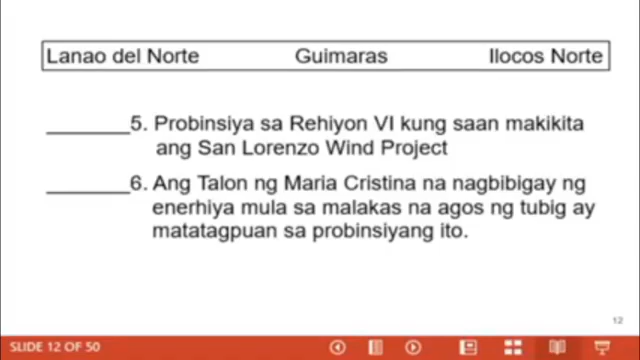 Lanao del Norte Guimaras Ilocos Norte
________5. Probinsiya sa Rehiyon VI kung saan makikita
ang San Lorenzo Wind Project
________6. Ang Talon ng Maria Cristina na nagbibigay ng
enerhiya mula sa malakas na agos ng tubig ay
matatagpuan sa probinsiyang ito.
12
SLIDE 12 OF 50